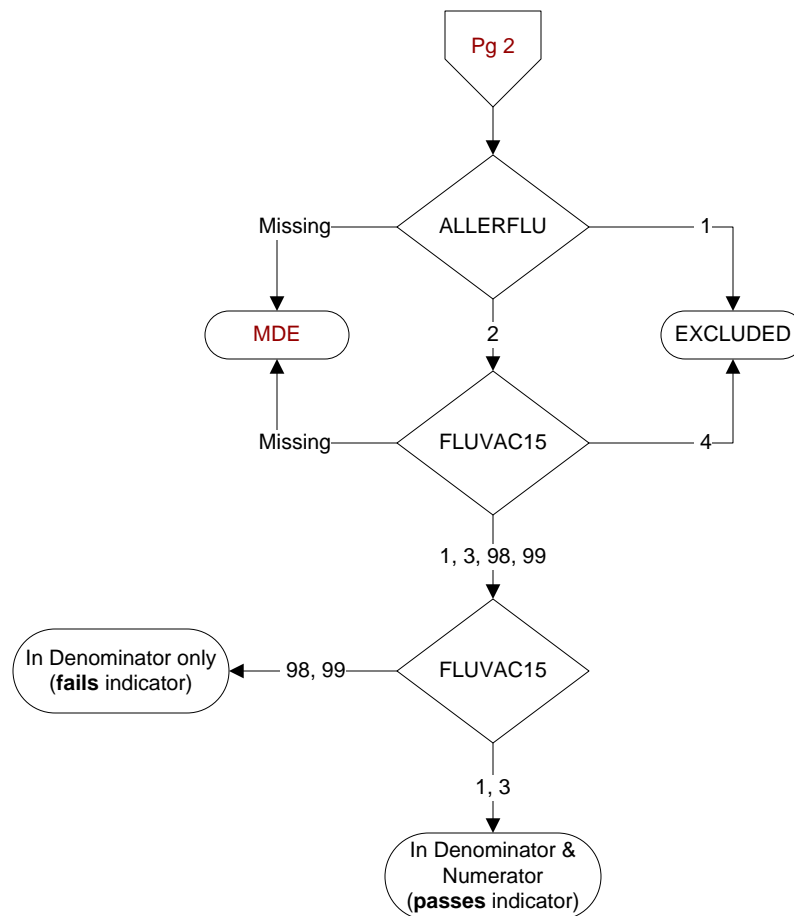 Pg 2
ALLERFLU
Missing
1
MDE
2
EXCLUDED
FLUVAC15
Missing
4
1, 3, 98, 99
In Denominator only
(fails indicator)
98, 99
FLUVAC15
1, 3
In Denominator &
Numerator
(passes indicator)